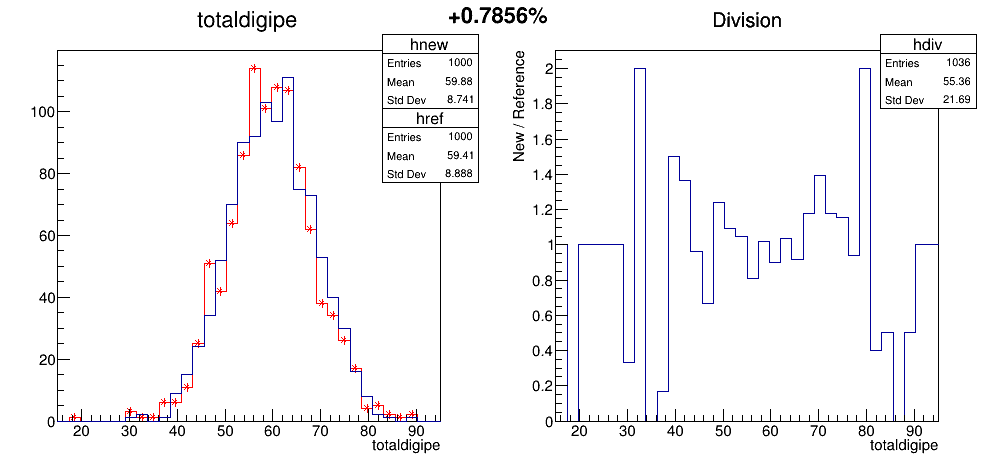 +0.7856%
totaldigipe
hnew
Entries 1000
Mean 59.88
Std Dev 8.741
href
Entries 1000
Mean 59.41
Std Dev 8.888
100
80
60
40
20
0
20 30 40 50 60 70 80 90
totaldigipe
Division
hdiv
Entries 1036
Mean 55.36
Std Dev 21.69
New / Reference
2
1.8
1.6
1.4
1.2
1
0.8
0.6
0.4
0.2
0
20 30 40 50 60 70 80 90
totaldigipe